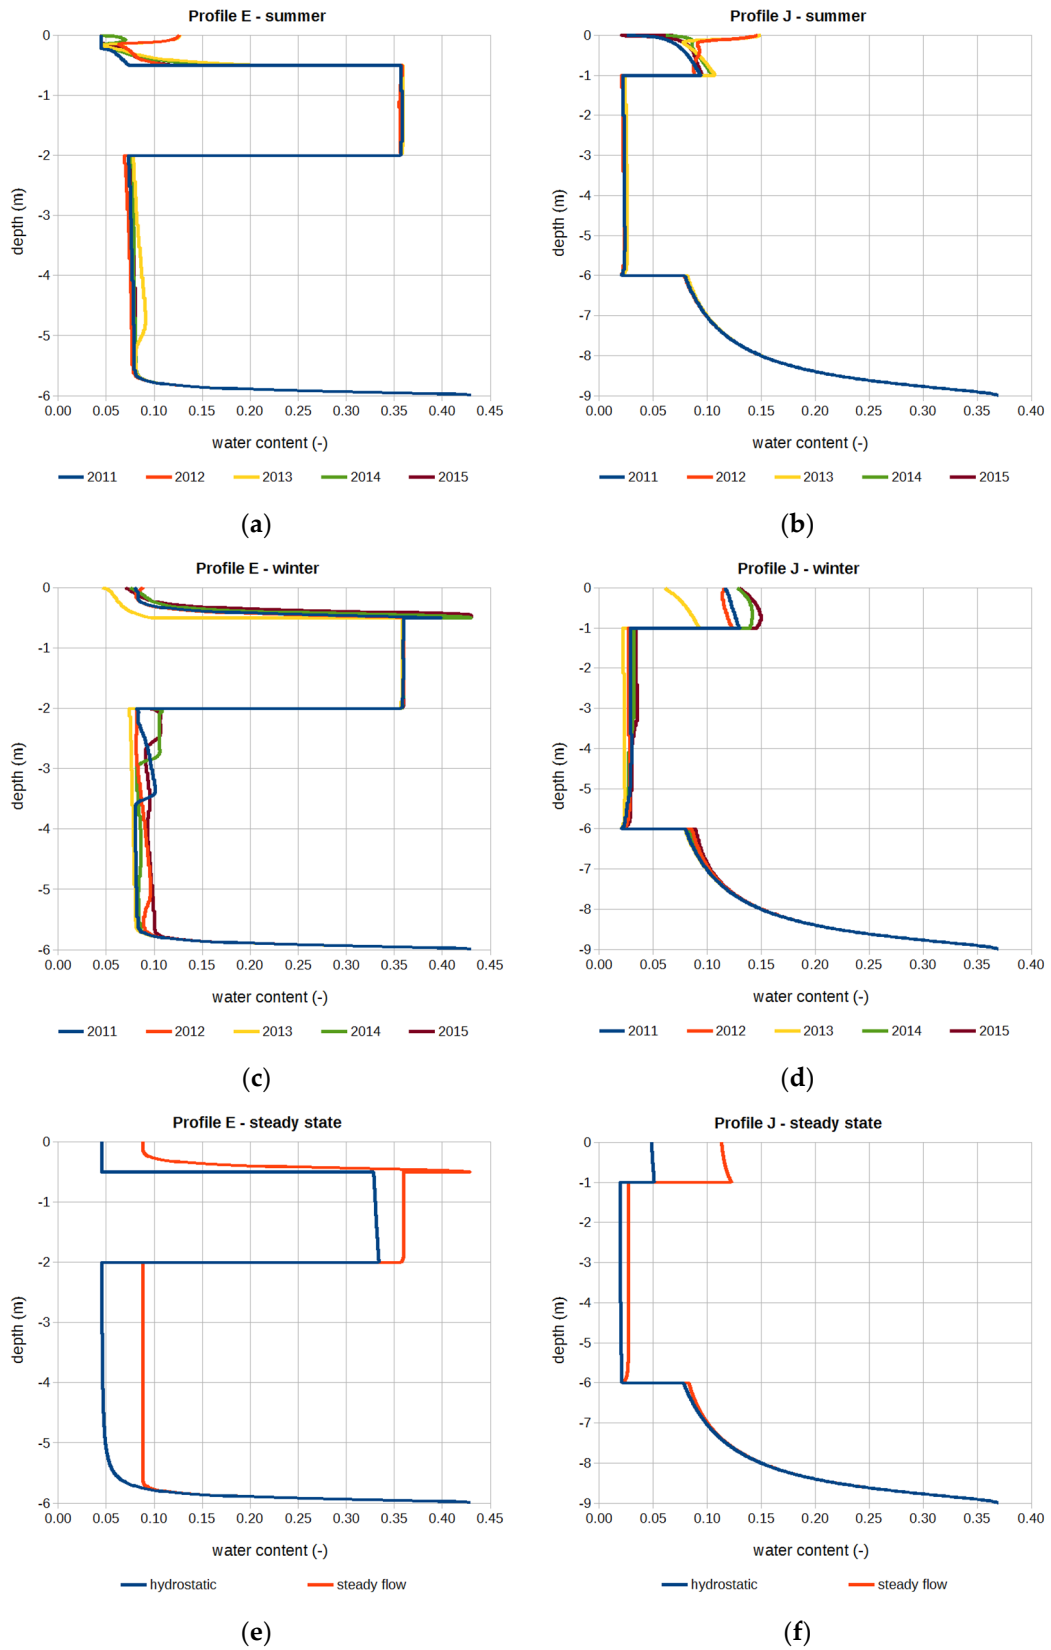 Profile E - summer
0
-1
-2
-3
-4
-5
-6
depth (m)
0.00 0.05 0.10 0.15 0.20 0.25 0.30 0.35 0.40 0.45
water content (-)
2011 2012 2013 2014 2015
(a)
Profile J - summer
0
-1
-2
-3
-4
-5
-6
-7
-8
-9
depth (m)
0.00 0.05 0.10 0.15 0.20 0.25 0.30 0.35 0.40
water content (-)
2011 2012 2013 2014 2015
(b)
Profile E - winter
0
-1
-2
-3
-4
-5
-6
depth (m)
0.00 0.05 0.10 0.15 0.20 0.25 0.30 0.35 0.40 0.45
water content (-)
2011 2012 2013 2014 2015
(c)
Profile J - winter
0
-1
-2
-3
-4
-5
-6
-7
-8
-9
depth (m)
0.00 0.05 0.10 0.15 0.20 0.25 0.30 0.35 0.40
water content (-)
2011 2012 2013 2014 2015
(d)
Profile E - steady state
0
-1
-2
-3
-4
-5
-6
depth (m)
0.00 0.05 0.10 0.15 0.20 0.25 0.30 0.35 0.40 0.45
water content (-)
hydrostatic steady flow
(e)
Profile J - steady state
0
-1
-2
-3
-4
-5
-6
-7
-8
-9
depth (m)
0.00 0.05 0.10 0.15 0.20 0.25 0.30 0.35 0.40
water content (-)
hydrostatic steady flow
(f)